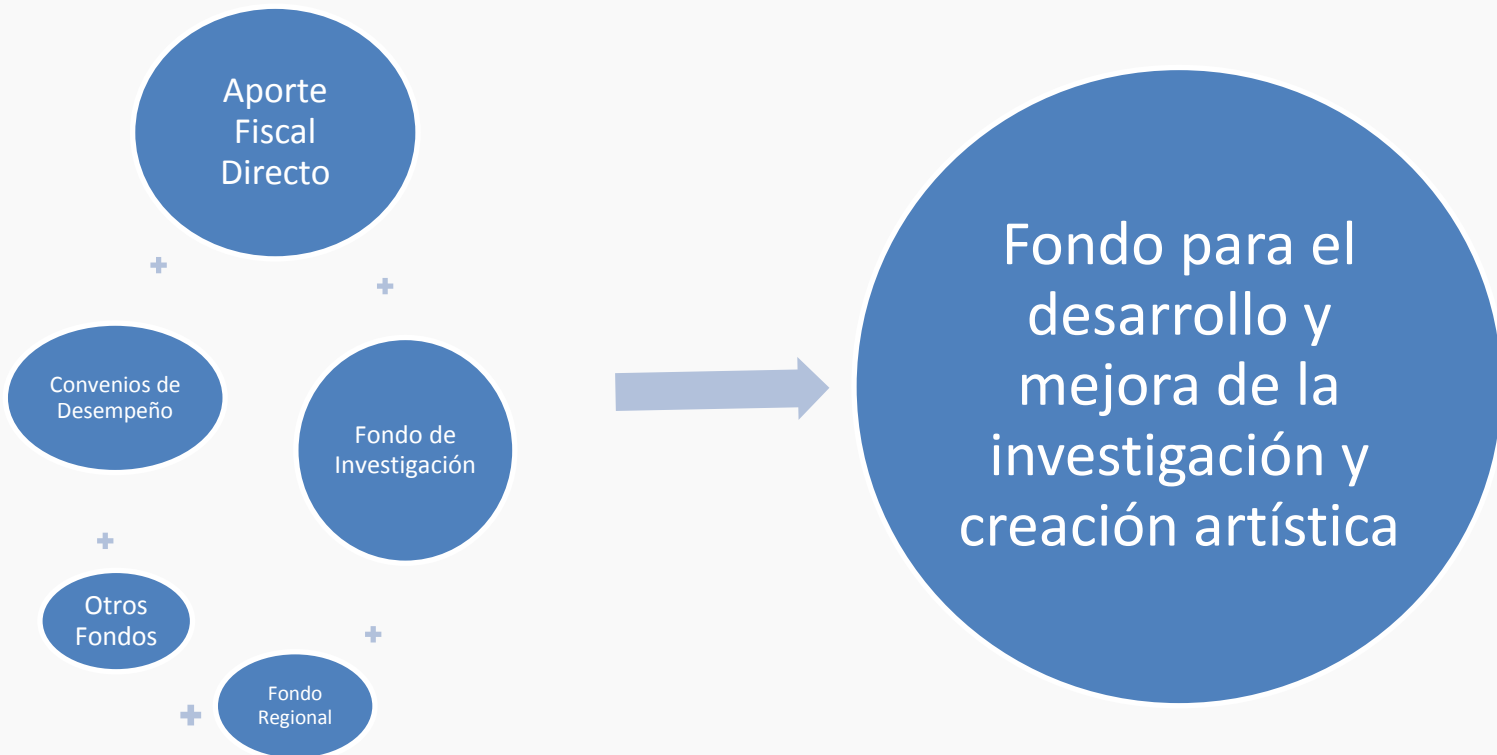 Aporte
Fiscal
Directo
Convenios de
Desempeño
Fondo de
Investigación
Otros
Fondos
Fondo
Regional
Fondo para el
desarrollo y
mejora de la
investigación y
creación artística